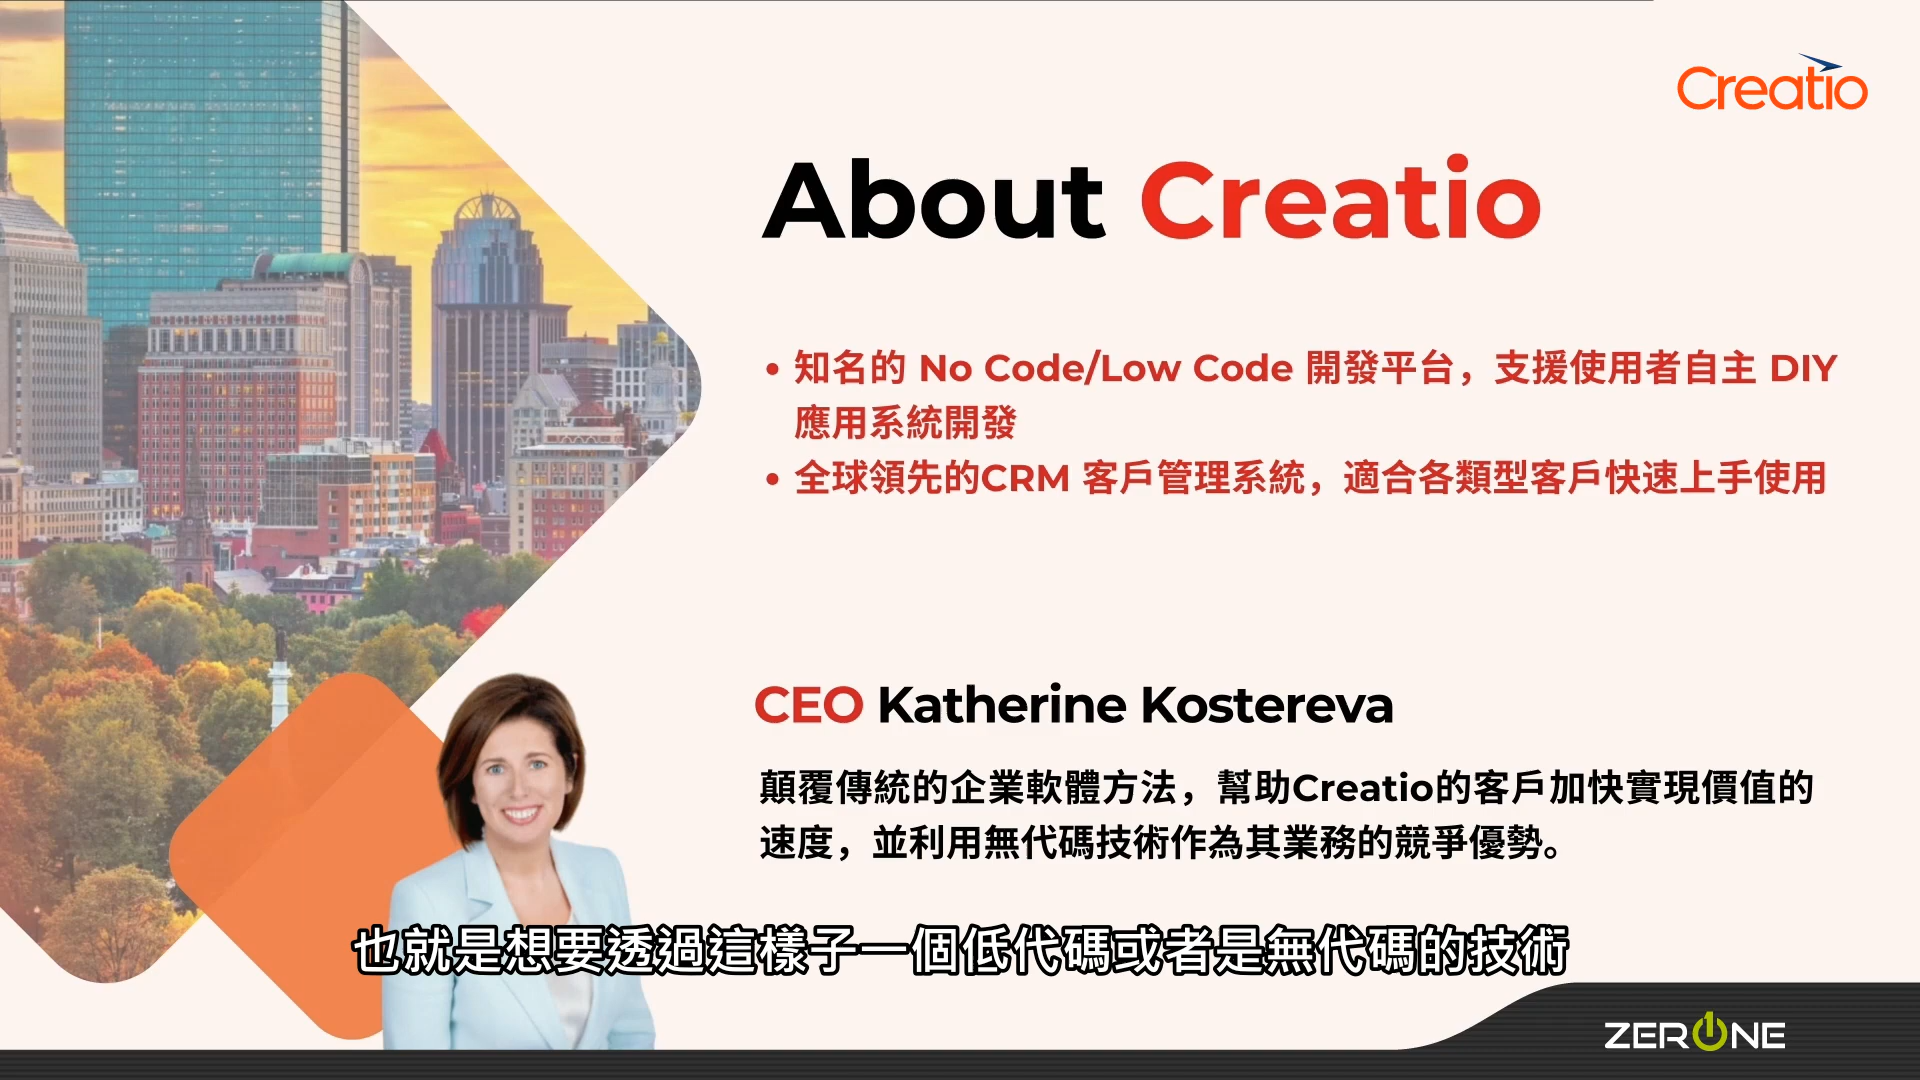 Creatio
About Creatio
• 知名的 No Code/Low Code 開發平台，支援使用者自主 DIY
應用系統開發
• 全球領先的CRM 客戶管理系統，適合各類型客戶快速上手使用
CEO Katherine Kostereva
顛覆傳統的企業軟體方法，幫助Creatio的客戶加快實現價值的
速度，並利用無代碼技術作為其業務的競爭優勢。
也就是想要透過這樣子一個低代碼或者是無代碼的技術
ZERONE